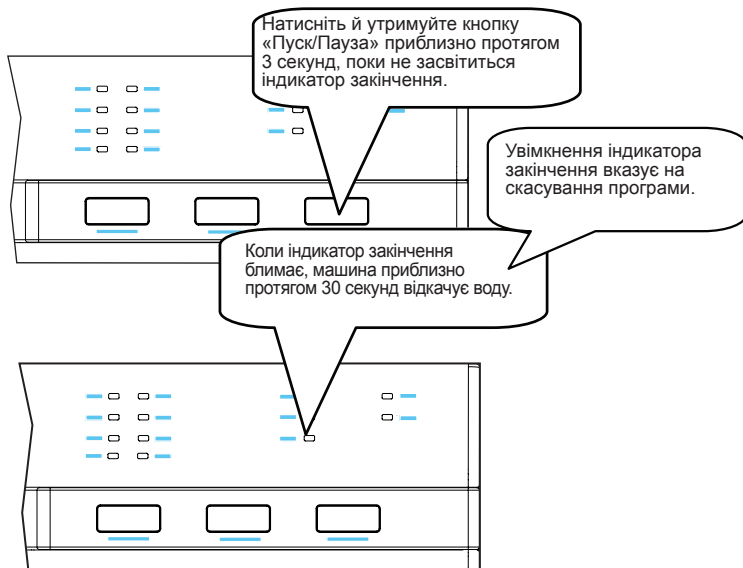 Натисніть й утримуйте кнопку
«Пуск/Пауза» приблизно протягом
3 секунд, поки не засвітиться
індикатор закінчення.
Увімкнення індикатора
закінчення вказує на
скасування програми.
Коли індикатор закінчення
блимає, машина приблизно
протягом 30 секунд відкачує воду.